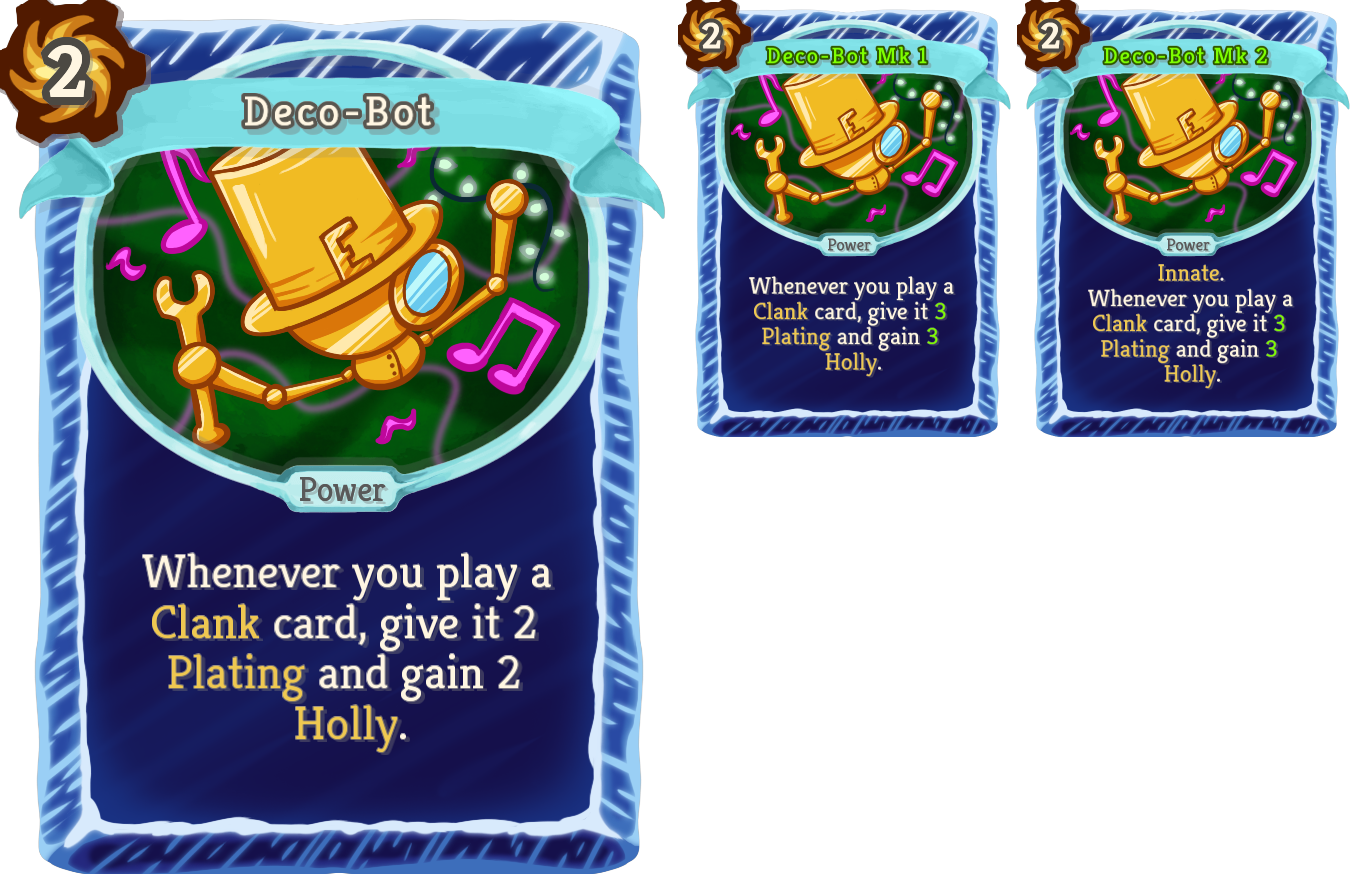 2
Deco-Bot
F
Power
Whenever you play a
Clank card, give it 2
Plating and gain 2
Holly.
2
Deco-Bot Mk 1
F
Power
Whenever you play a
Clank card, give it 3
Plating and gain 3
Holly.
2
Deco-Bot Mk 2
F
Power
Innate.
Whenever you play a
Clank card, give it 3
Plating and gain 3
Holly.